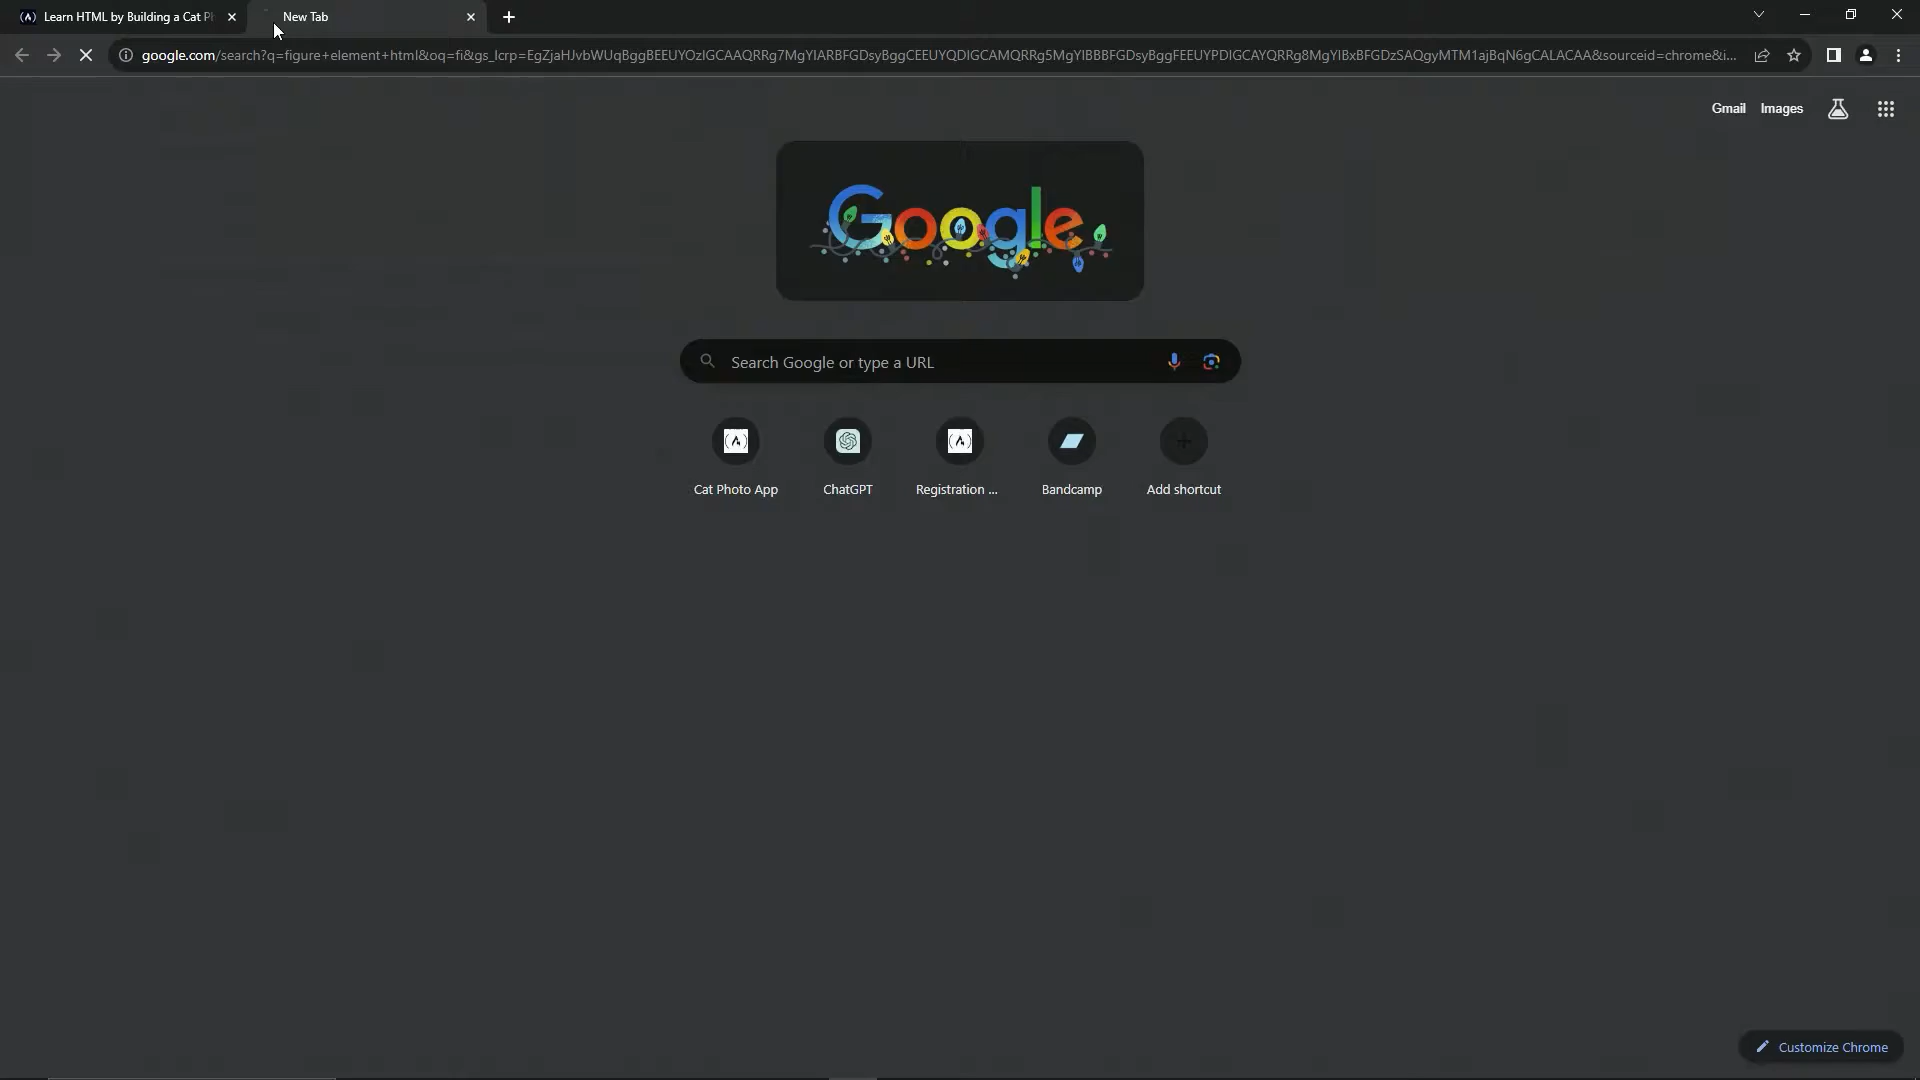 Learn HTML by Building a Cat Ph
New Tab
google.com/search?q=figure+element+html&oq=fi&gs_lcrp=EgZjaHJvbWUqBggBEEUYOzIGCAAQRRg7MgYIARBFGDsyBggCEEUYQDIGCAMQRRg5MgYIBBBFGDsyBggFEEUYPDIGCAYQRRg8MgYIBxBFGDzSAQgyMTM1ajBqN6gCALACAA&sourceid=chrome&i...
Gmail Images
Google
Search Google or type a URL
Cat Photo App
ChatGPT
Registration ...
Bandcamp
Add shortcut
Customize Chrome